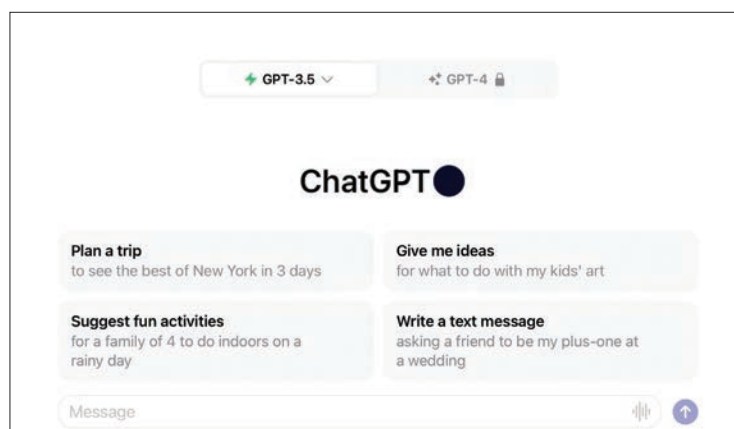 GPT-3.5 GPT-4
ChatGPT
Plan a trip
to see the best of New York in 3 days
Give me ideas
for what to do with my kids' art
Suggest fun activities
for a family of 4 to do indoors on a
rainy day
Write a text message
asking a friend to be my plus-one at
a wedding
Message